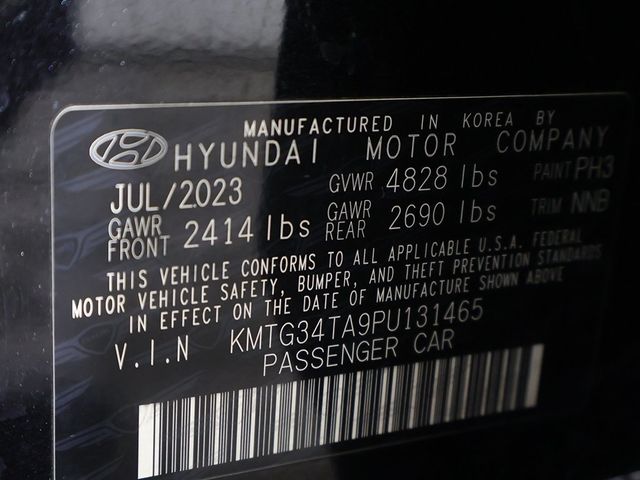 MANUFACTURED IN KOREA BY
HYUNDAI MOTOR COMPANY
JUL/2023 GVWR 4828 lbs PAINT PH3
GAWR FRONT 2414 lbs GAWR REAR 2690 lbs TRIM NNB
THIS VEHICLE CONFORMS TO ALL APPLICABLE U.S.A. FEDERAL
MOTOR VEHICLE SAFETY, BUMPER, AND THEFT PREVENTION STANDARDS
IN EFFECT ON THE DATE OF MANUFACTURE SHOWN ABOVE
V.I.N KMTG34TA9PU131465
PASSENGER CAR